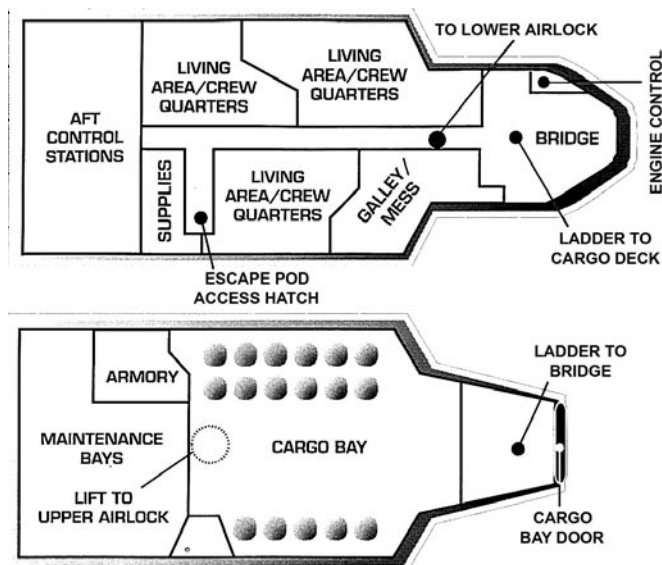 TO LOWER AIRLOCK
LIVING
AREA/CREW
QUARTERS
LIVING
AREA/CREW
QUARTERS
ENGINE CONTROL
AFT
CONTROL
STATIONS
BRIDGE
SUPPLIES
LIVING
AREA/CREW
QUARTERS
GALLEY/
MESS
LADDER TO
CARGO DECK
ESCAPE POD
ACCESS HATCH
LADDER TO
BRIDGE
ARMORY
MAINTENANCE
BAYS
CARGO BAY
LIFT TO
UPPER AIRLOCK
CARGO
BAY DOOR